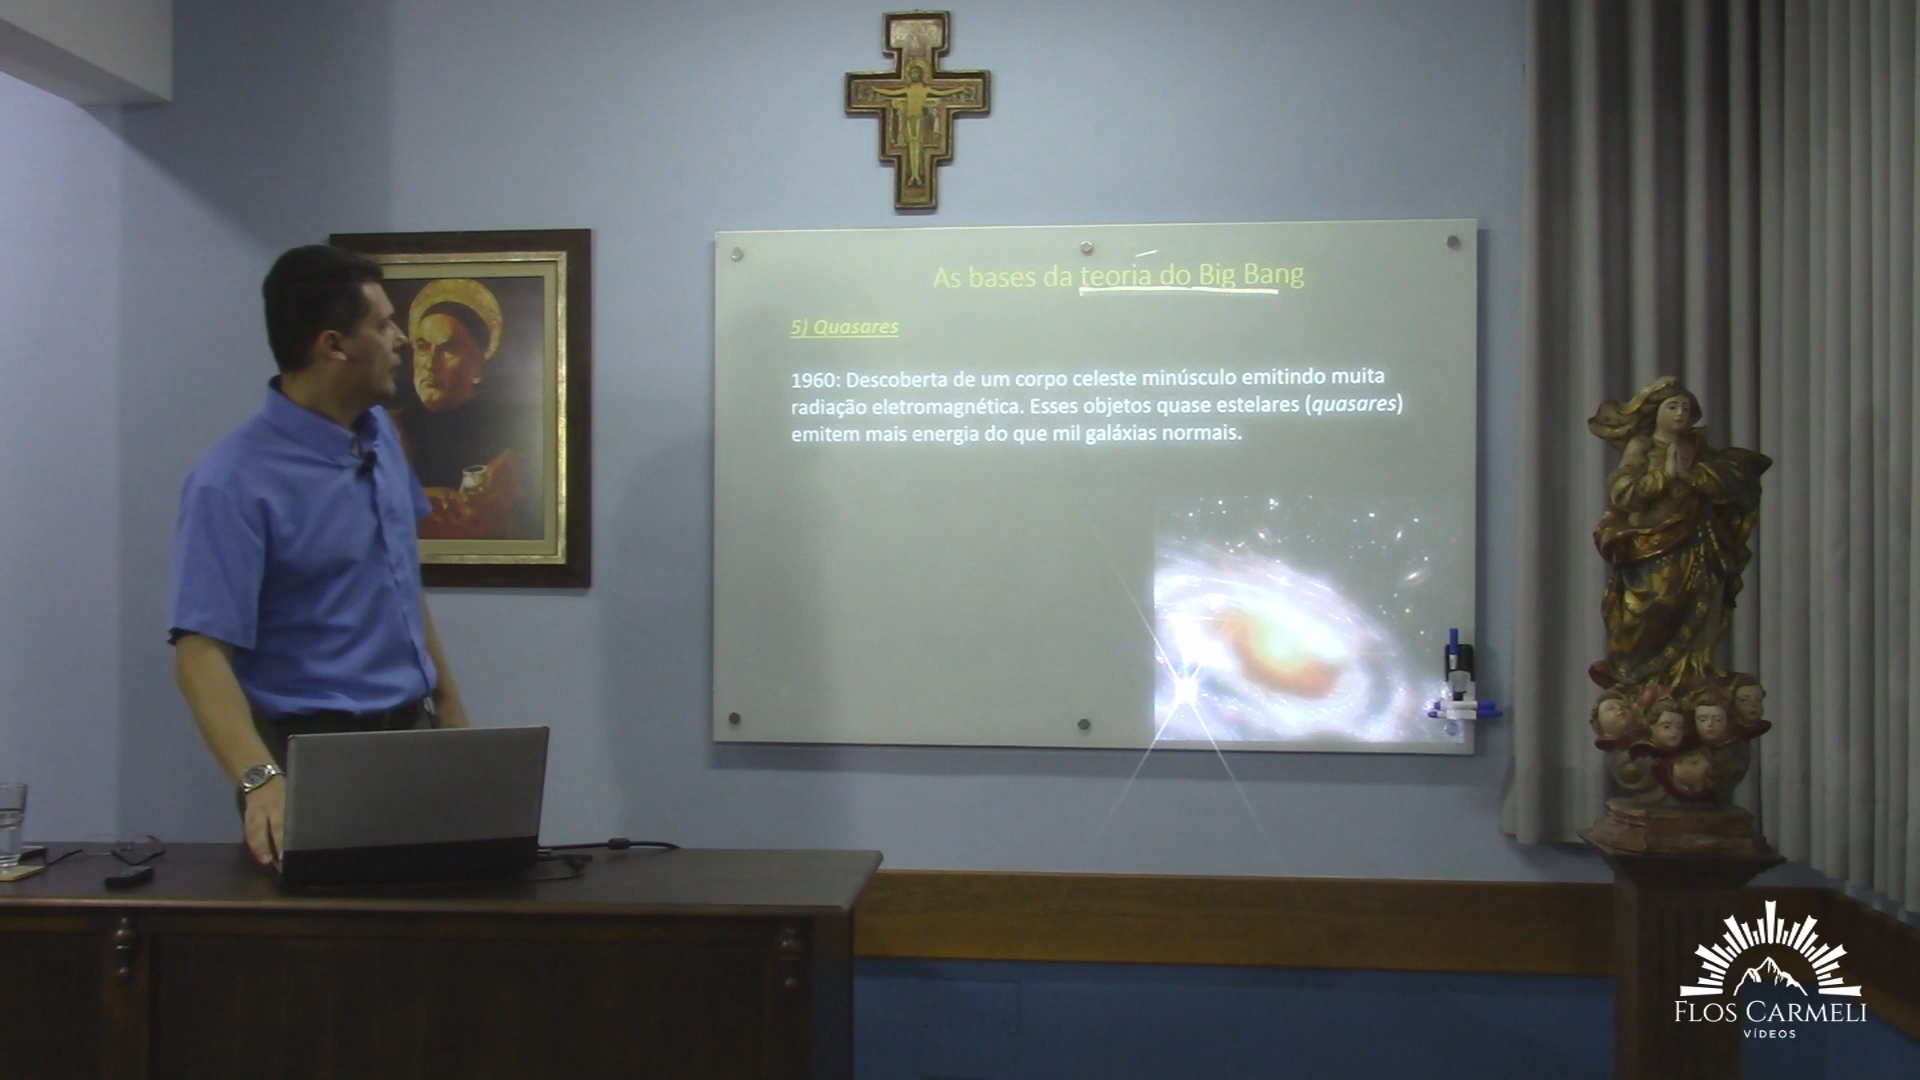 As bases da teoria do Big Bang
5) Quasares
1960: Descoberta de um corpo celeste minúsculo emitindo muita
radiação eletromagnética. Esses objetos quase estelares (quasares)
emitem mais energia do que mil galáxias normais.
FLOS CARMELI
VÍDEOS